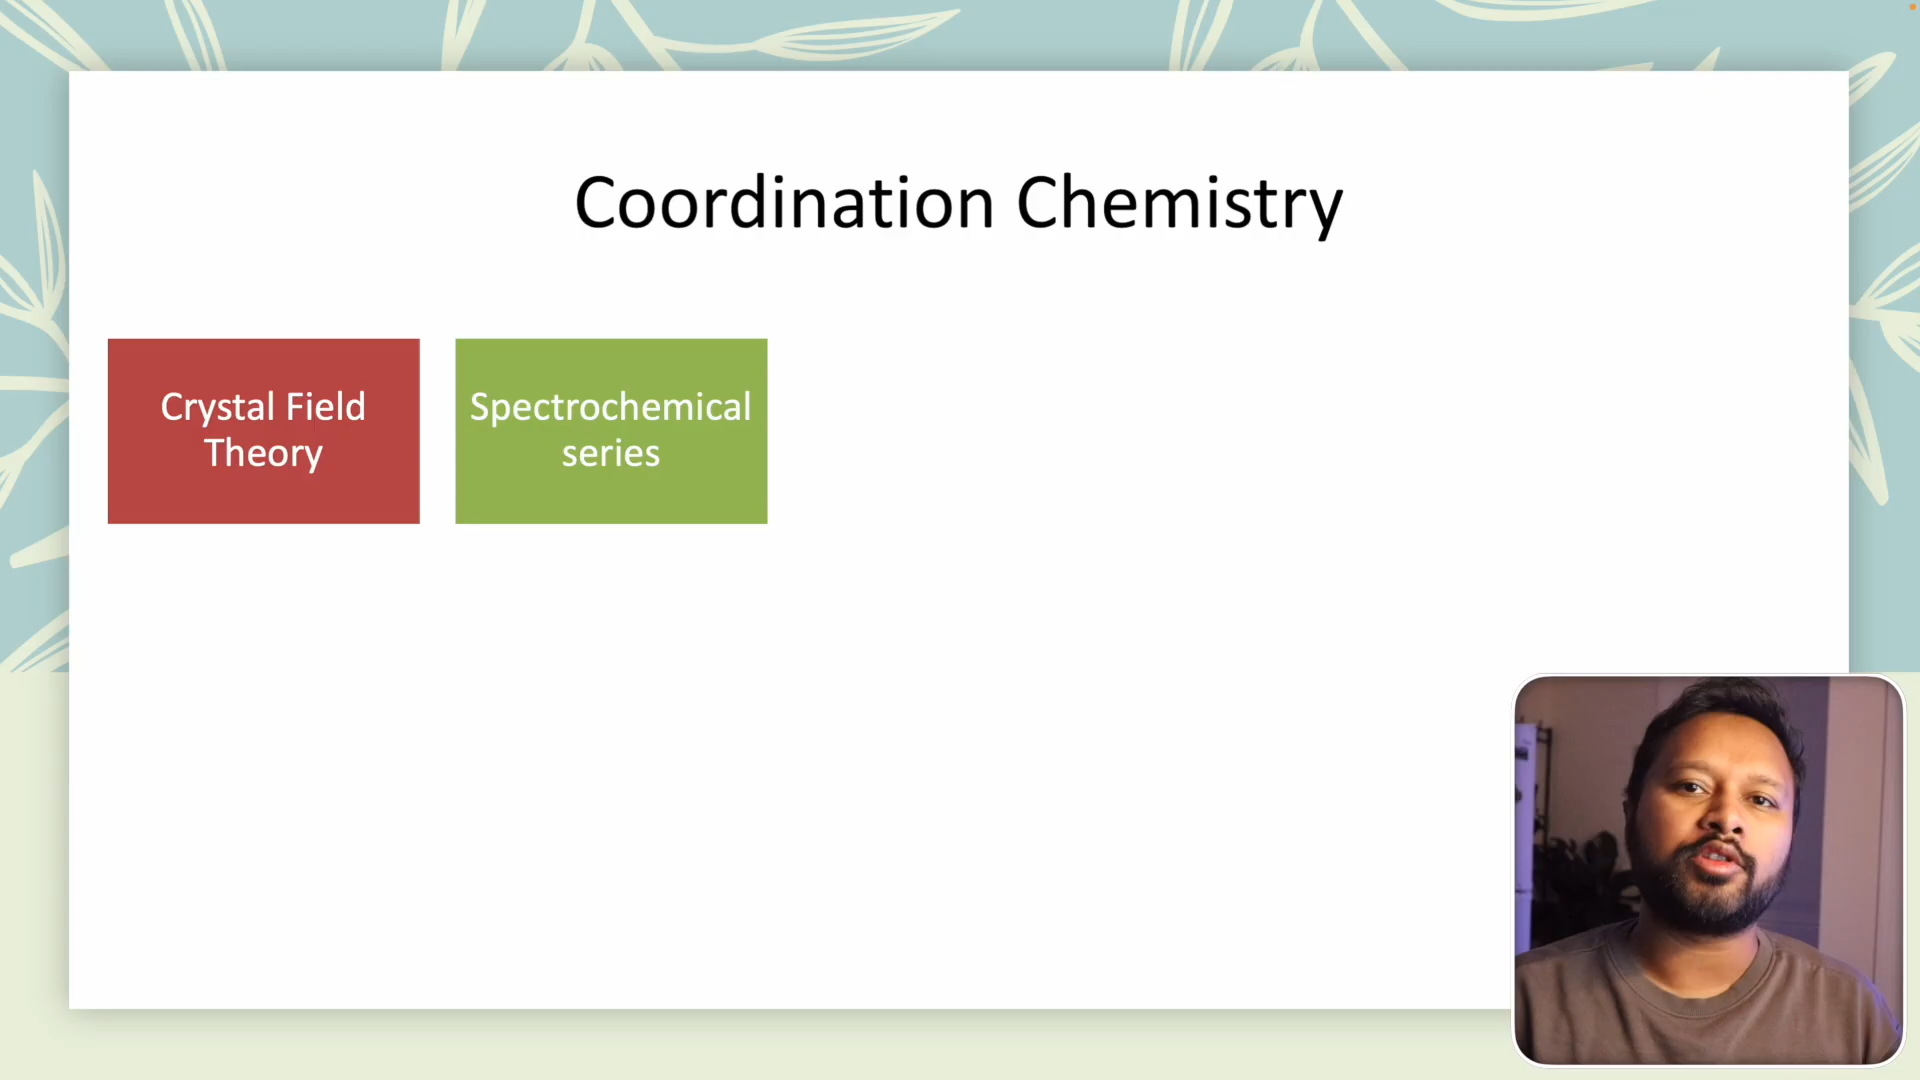 Coordination Chemistry
Crystal Field
Theory
Spectrochemical
series